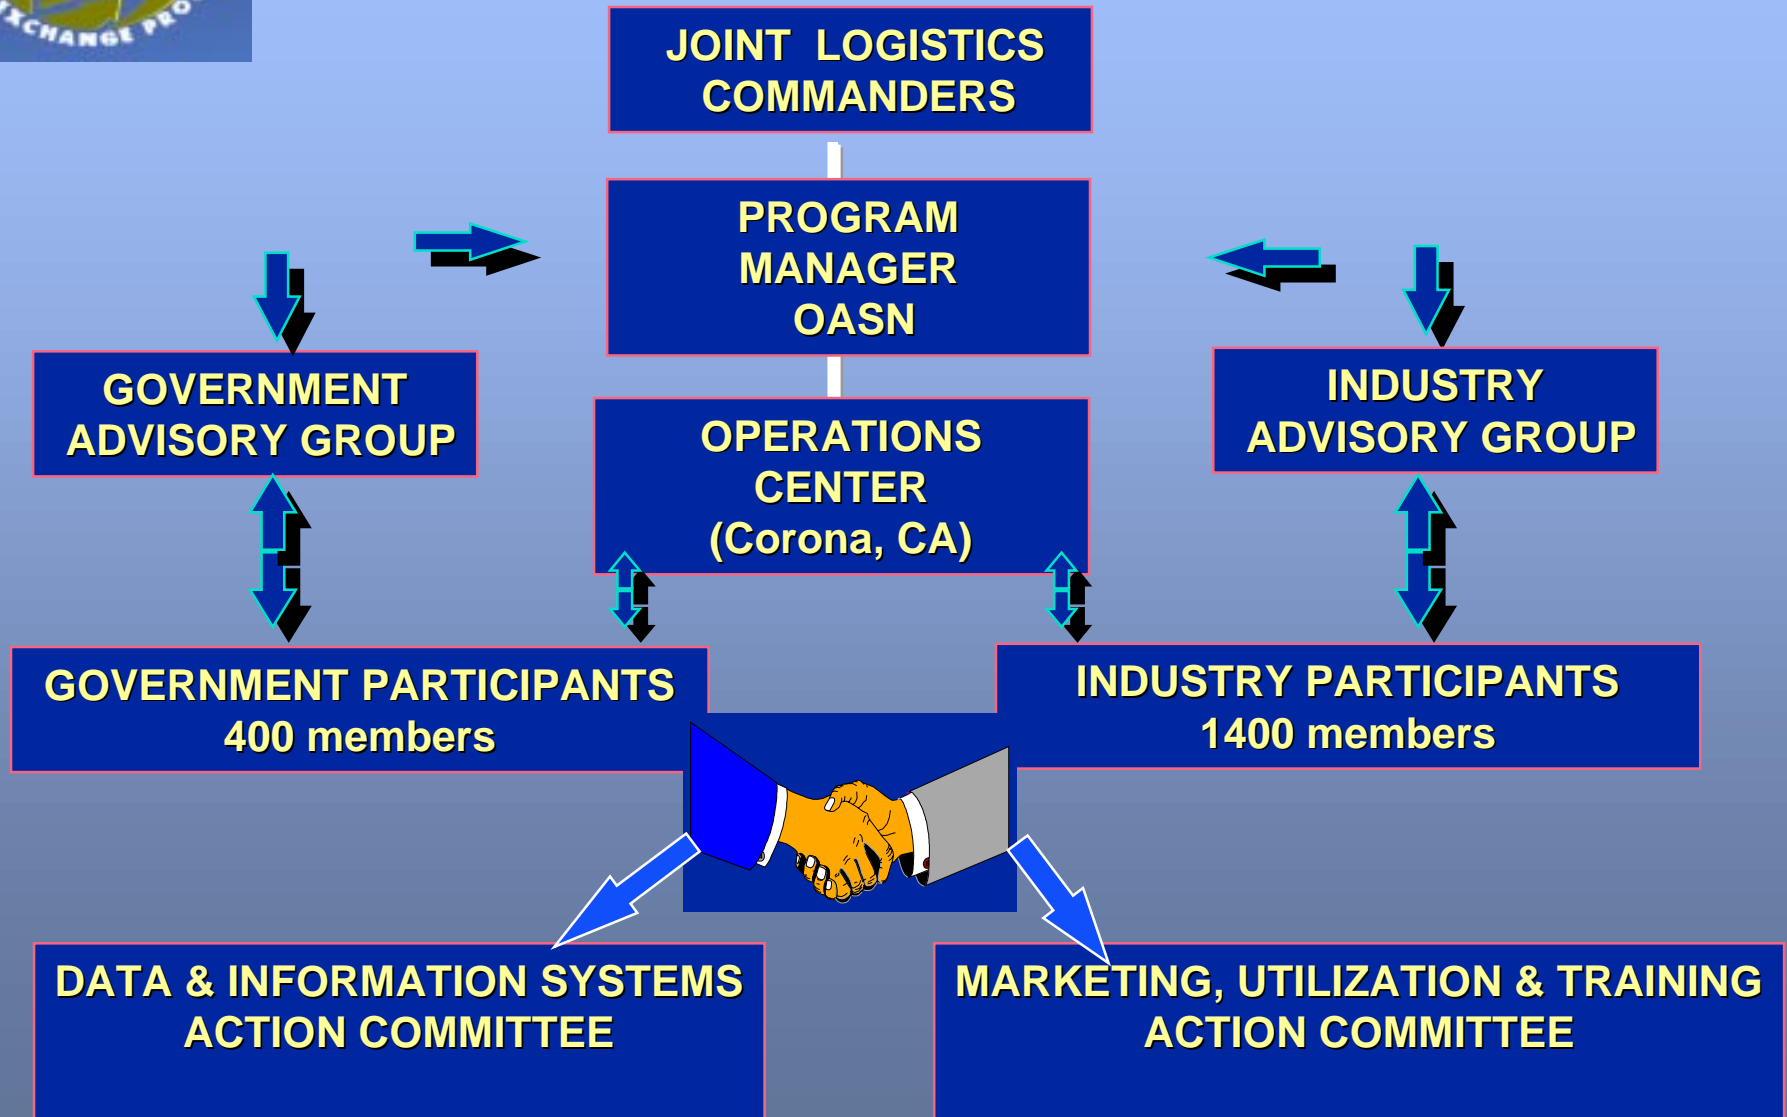 EXCHANGE
JOINT LOGISTICS
COMMANDERS
PROGRAM
MANAGER
OASN
GOVERNMENT
ADVISORY GROUP
OPERATIONS
CENTER
(Corona, CA)
INDUSTRY
ADVISORY GROUP
GOVERNMENT PARTICIPANTS
400 members
INDUSTRY PARTICIPANTS
1400 members
DATA & INFORMATION SYSTEMS
ACTION COMMITTEE
MARKETING, UTILIZATION & TRAINING
ACTION COMMITTEE